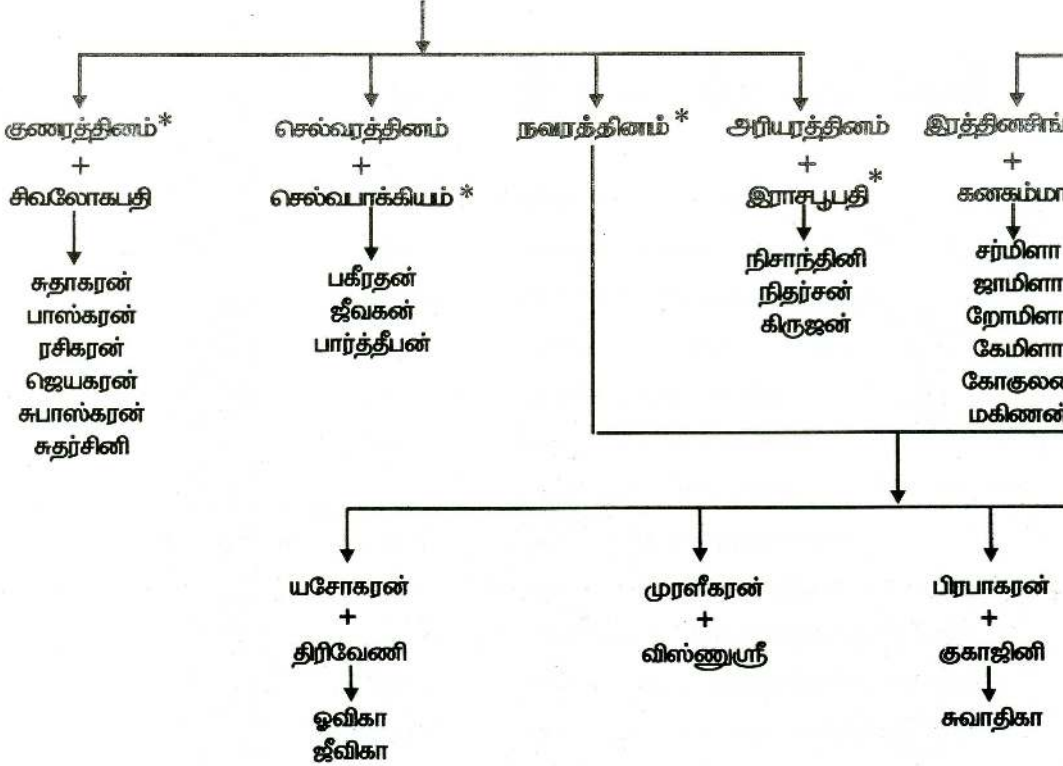 குணரத்தினம் *
+
சிவலோகபதி
சுதாகரன்
பாஸ்கரன்
ரசிகரன்
ஜெயகரன்
சுபாஸ்கரன்
சுதர்சினி
செல்வரத்தினம்
+
செல்வபாக்கியம் *
பகீரதன்
ஜீவகன்
பார்த்தீபன்
நவரத்தினம் *
அரியரத்தினம்
+
இராசபூபதி *
நிசாந்தினி
நிதர்சன்
கிருஜன்
+
சர்மிளா
ஜாமிளா
றோமிளா
கேமிளா
யசோகரன்
+
திரிவேணி
ஓவிகா
ஜீவிகா
முரளீகரன்
+
விஸ்ணுஸ்ரீ
பிரபாகரன்
+
குகாஜினி
சுவாதிகா